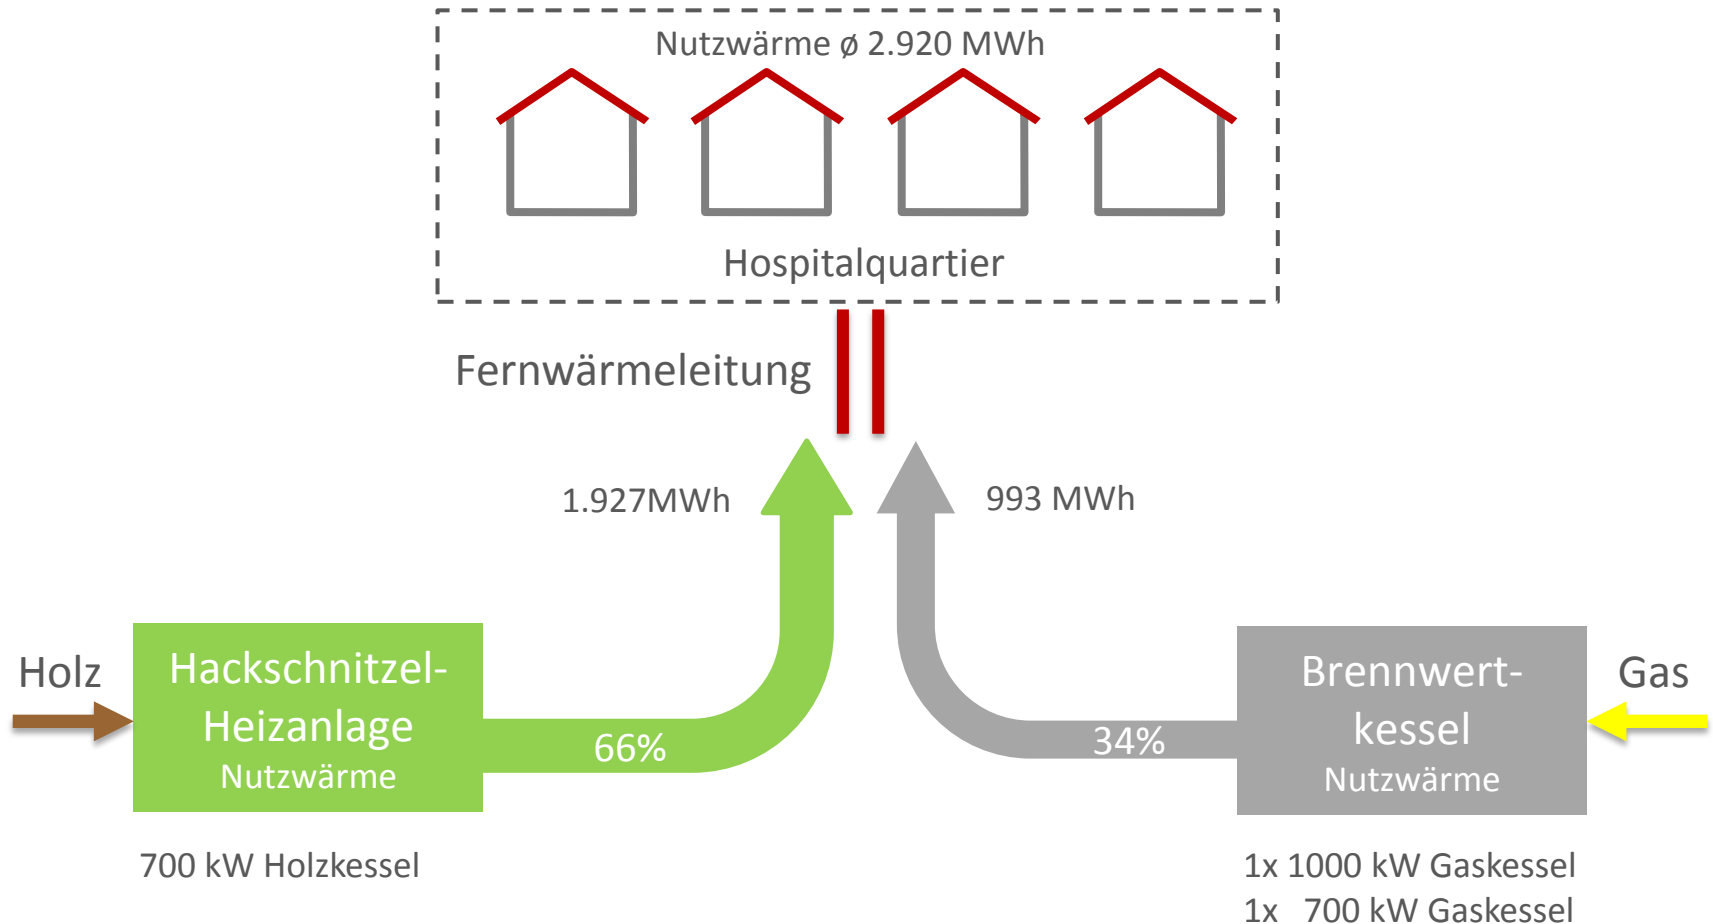 Nutzwärme ø 2.920 MWh
Hospitalquartier
Fernwärmeleitung
1.927MWh
993 MWh
Holz
Hackschnitzel-
Heizanlage
Nutzwärme
66%
34%
Brennwert-
kessel
Nutzwärme
Gas
700 kW Holzkessel
1x 1000 kW Gaskessel
1x 700 kW Gaskessel